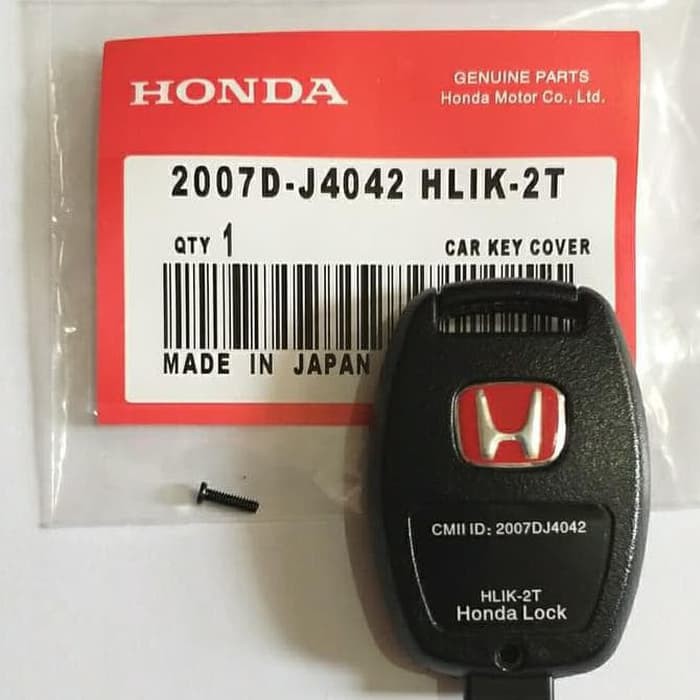 HONDA
GENUINE PARTS
Honda Motor Co., Ltd.
2007D-J4042 HLIK-2T
QTY 1
CAR KEY COVER
MADE IN JAPAN
CMII ID: 2007DJ4042
HLIK-2T
Honda Lock